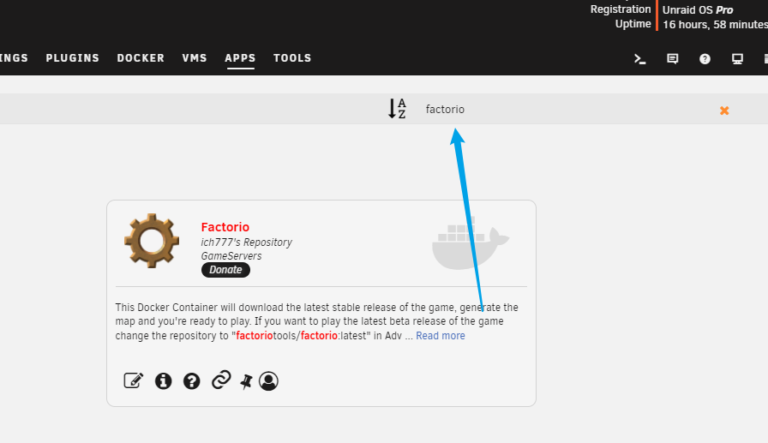 Registration Unraid OS Pro
Uptime 16 hours, 58 minutes
INGS PLUGINS DOCKER VMS APPS TOOLS
A
Z
factorio
Factorio
ich777's Repository
GameServers
Donate
This Docker Container will download the latest stable release of the game, generate the
map and you're ready to play. If you want to play the latest beta release of the game
change the repository to "factoriotools/factorio:latest" in Adv ... Read more